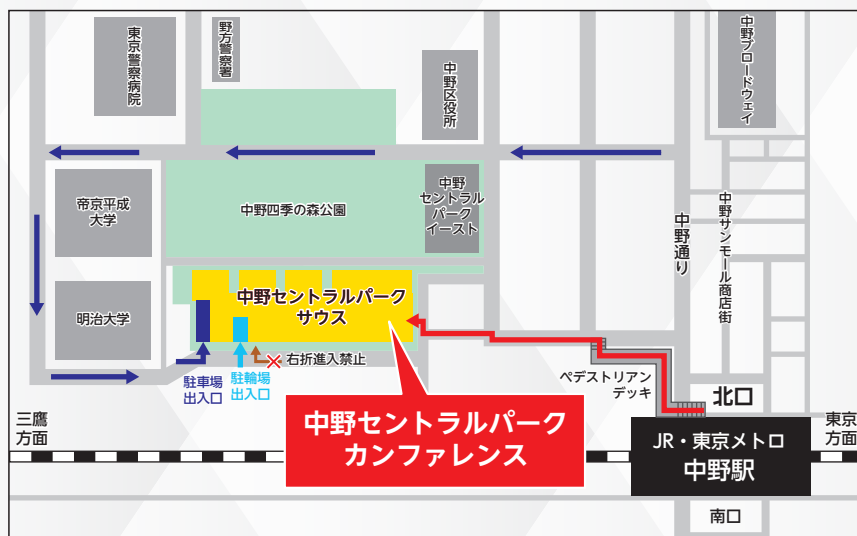 東京警察病院
野方警察署
中野区役所
中野ブロードウェイ
帝京平成
大学
中野四季の森公園
中野
セントラル
パーク
イースト
中野通り
中野サンモール商店街
明治大学
中野セントラルパーク
サウス
右折進入禁止
駐車場
出入口
駐輪場
出入口
ペデストリアン
デッキ
北口
中野セントラルパーク
カンファレンス
三鷹
方面
東京
方面
JR・東京メトロ
中野駅
南口